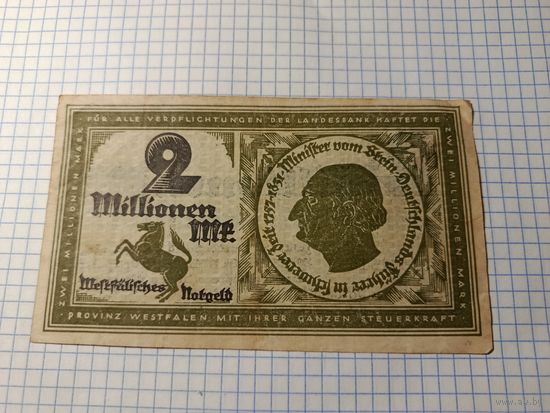 FÜR ALLE VERPFLICHTUNGEN DER LANDESBANK HAFTET DIE
PROVINZ WESTFALEN MIT IHRER GANZEN STEUERKRAFT
ZWEI MILLIONEN MARK
ZWEI MILLIONEN MARK
2
Millionen
Mk.
Westfälisches
Notgeld
Minister vom Stein Deutschlands Führer in schwerer Zeit 1757-1831